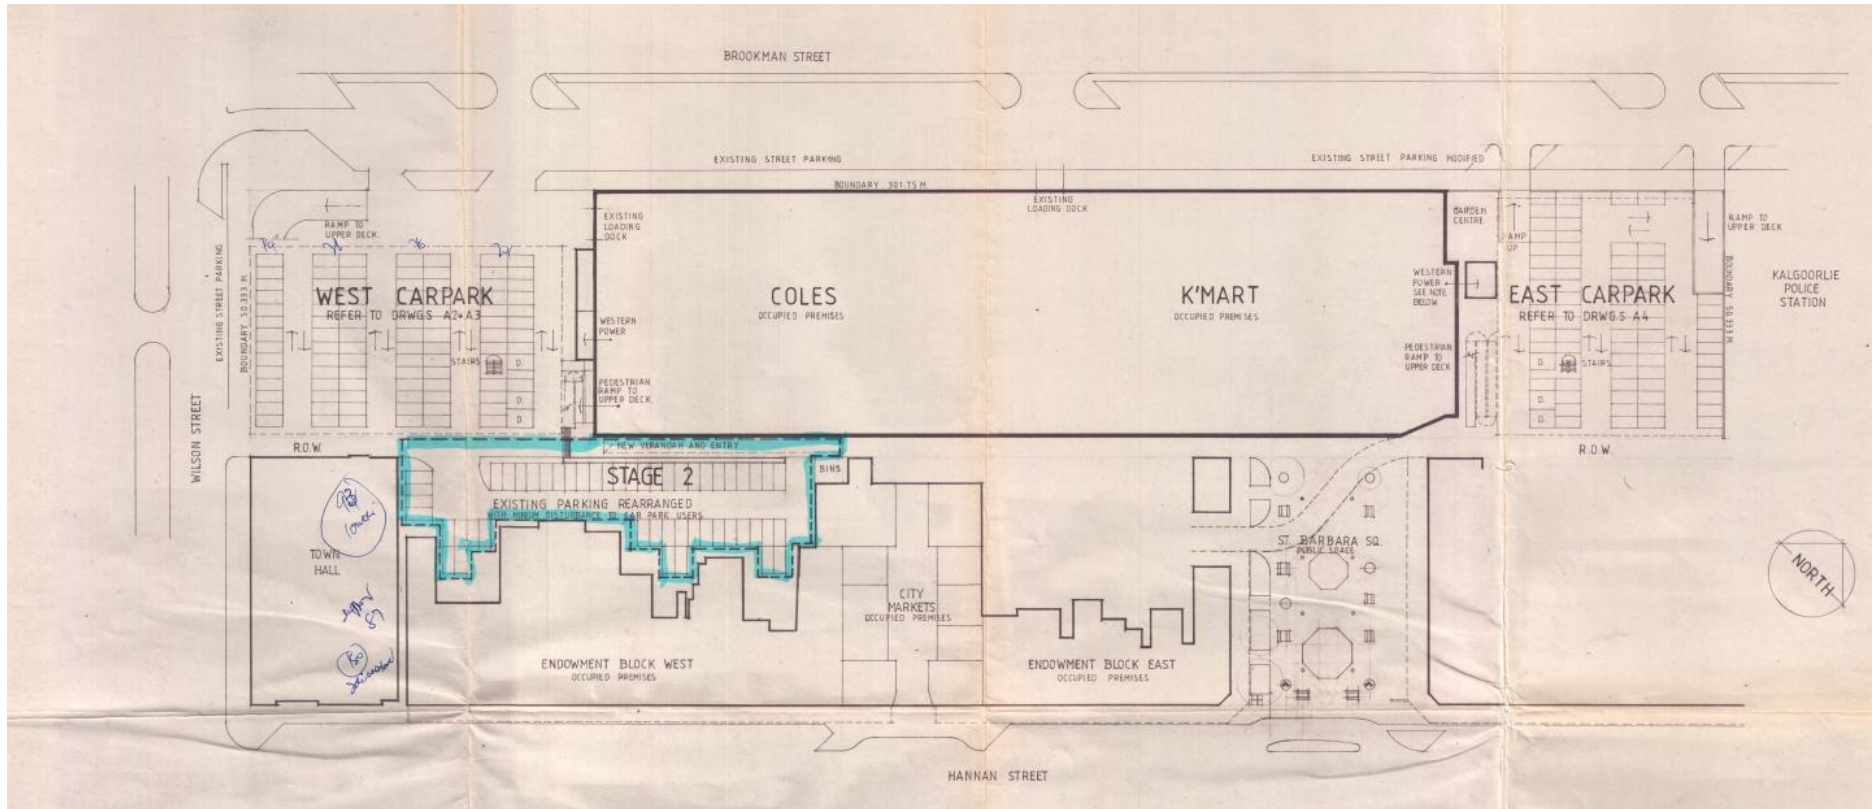 BROOKMAN STREET
EXISTING STREET PARKING
EXISTING STREET PARKING MODIFIED
BOUNDARY 301.75 M.
EXISTING
LOADING DOCK
RAMP TO
UPPER DECK.
EXISTING
LOADING
DOCK
GARDEN
CENTRE
RAMP
UP
RAMP TO
UPPER DECK
EXISTING STREET PARKING
BOUNDARY 50.333 M.
WEST CARPARK
REFER TO DRWG.S A2+A3
STAIRS
D.
D.
D.
WESTERN
POWER
PEDESTRIAN
RAMP TO
UPPER DECK
COLES
OCCUPIED PREMISES
K'MART
OCCUPIED PREMISES
WESTERN
POWER
SEE NOTE
BELOW
PEDESTRIAN
RAMP TO
UPPER DECK
EAST CARPARK
REFER TO DRWG.S A4
STAIRS
D.
D.
D.
BOUNDARY 50.333 M.
KALGOORLIE
POLICE
STATION
WILSON STREET
R.O.W.
NEW VERANDAH AND ENTRY
R.O.W.
STAGE 2
BINS
EXISTING PARKING REARRANGED
WITH MINIUM DISTURBANCE TO CAR PARK USERS
TOWN
HALL
87
ST. BARBARA SQ.
PUBLIC SPACE
NORTH
CITY
MARKETS
OCCUPIED PREMISES
ENDOWMENT BLOCK WEST
OCCUPIED PREMISES
ENDOWMENT BLOCK EAST
OCCUPIED PREMISES
HANNAN STREET